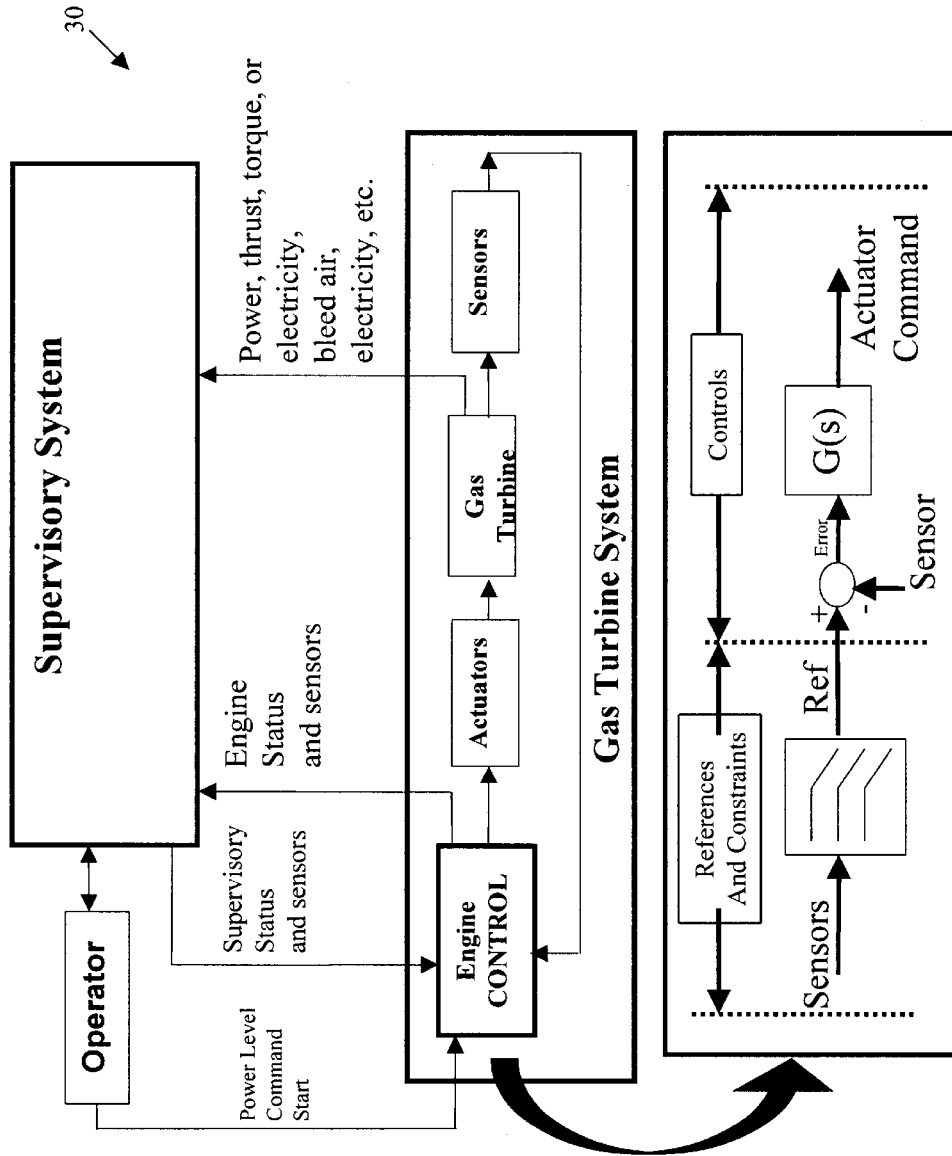 30
Supervisory System
Operator
Power Level
Command
Start
Supervisory
Status
and sensors
Engine
Status
and sensors
Power, thrust, torque, or
electricity,
bleed air,
electricity, etc.
Engine
CONTROL
Actuators
Gas
Turbine
Sensors
Gas Turbine System
References
And Constraints
Controls
Sensors
Ref
+
-
Error
G(s)
Sensor
Actuator
Command